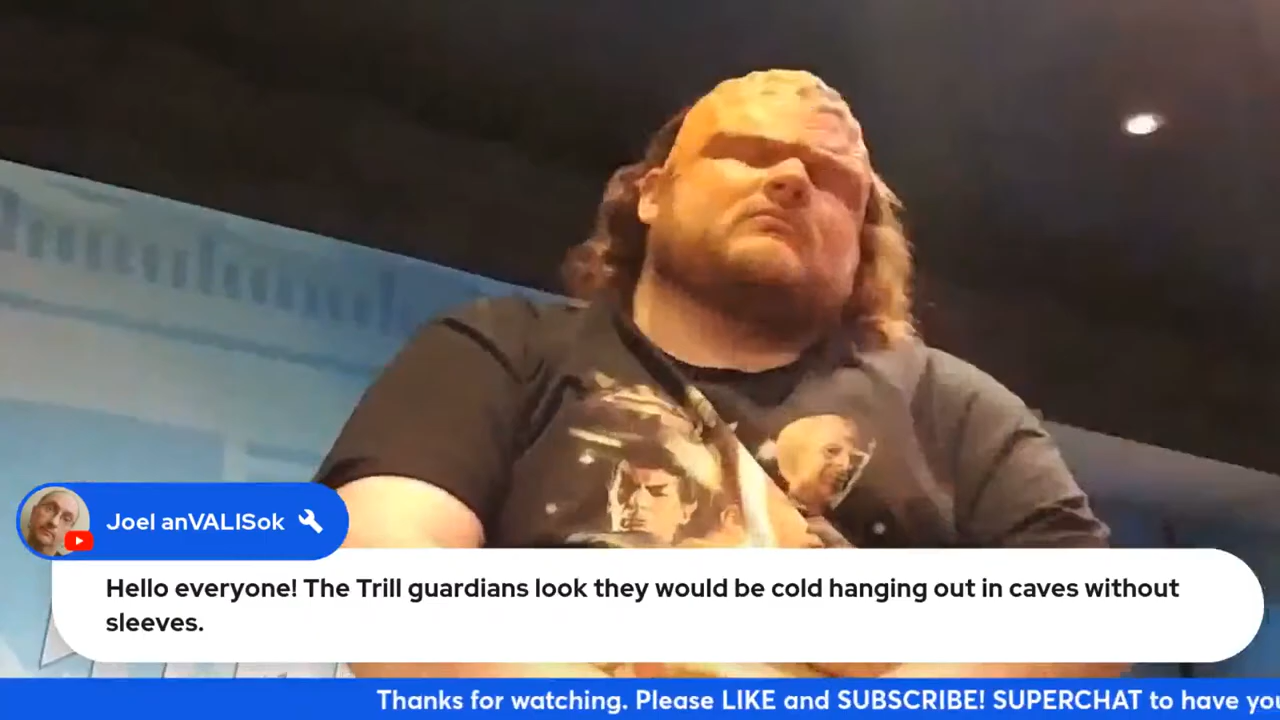 Joel anVALISok
Hello everyone! The Trill guardians look they would be cold hanging out in caves without
sleeves.
Thanks for watching. Please LIKE and SUBSCRIBE! SUPERCHAT to have you